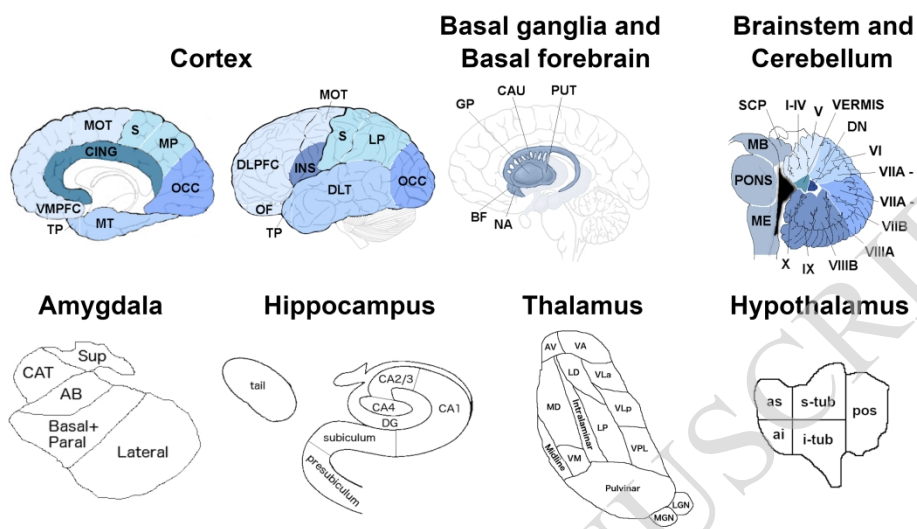 Cortex
Basal ganglia and
Basal forebrain
Brainstem and
Cerebellum
MOT
S
MP
CING
OCC
VMPFC
TP
MT
MOT
S
LP
DLPFC
INS
OCC
DLT
OF
TP
CAU
PUT
GP
BF
NA
SCP
I-IV
V
VERMIS
DN
MB
VI
VIIA -
PONS
VIIA -
VIIB
ME
VIIIA
X
IX
VIIIB
Amygdala
Hippocampus
Thalamus
Hypothalamus
Sup
CAT
AB
Basal+
Paral
Lateral
tail
CA2/3
CA4
CA1
DG
subiculum
presubiculum
AV
VA
LD
VLa
MD
Intralaminar
VLp
LP
VPL
Midline
VM
Pulvinar
LGN
MGN
as
s-tub
pos
ai
i-tub